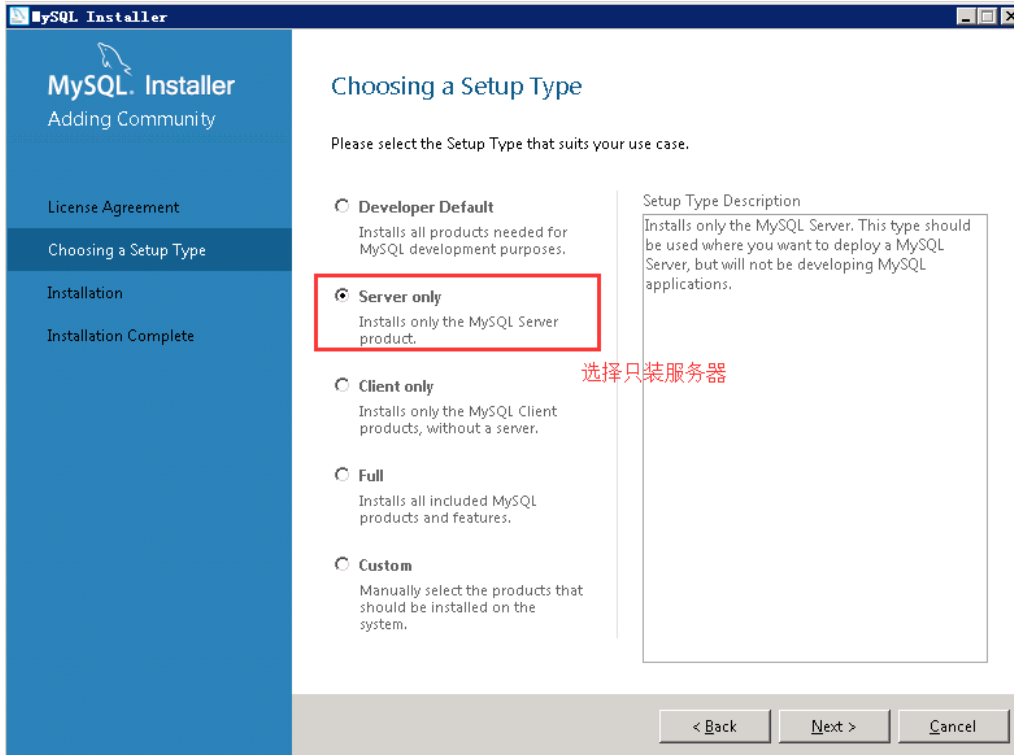 MySQL Installer
MySQL. Installer
Adding Community
License Agreement
Choosing a Setup Type
Installation
Installation Complete
Choosing a Setup Type
Please select the Setup Type that suits your use case.
Developer Default
Installs all products needed for
MySQL development purposes.
Server only
Installs only the MySQL Server
product.
选择只装服务器
Client only
Installs only the MySQL Client
products, without a server.
Full
Installs all included MySQL
products and features.
Custom
Manually select the products that
should be installed on the
system.
Setup Type Description
Installs only the MySQL Server. This type should
be used where you want to deploy a MySQL
Server, but will not be developing MySQL
applications.
< Back
Next >
Cancel